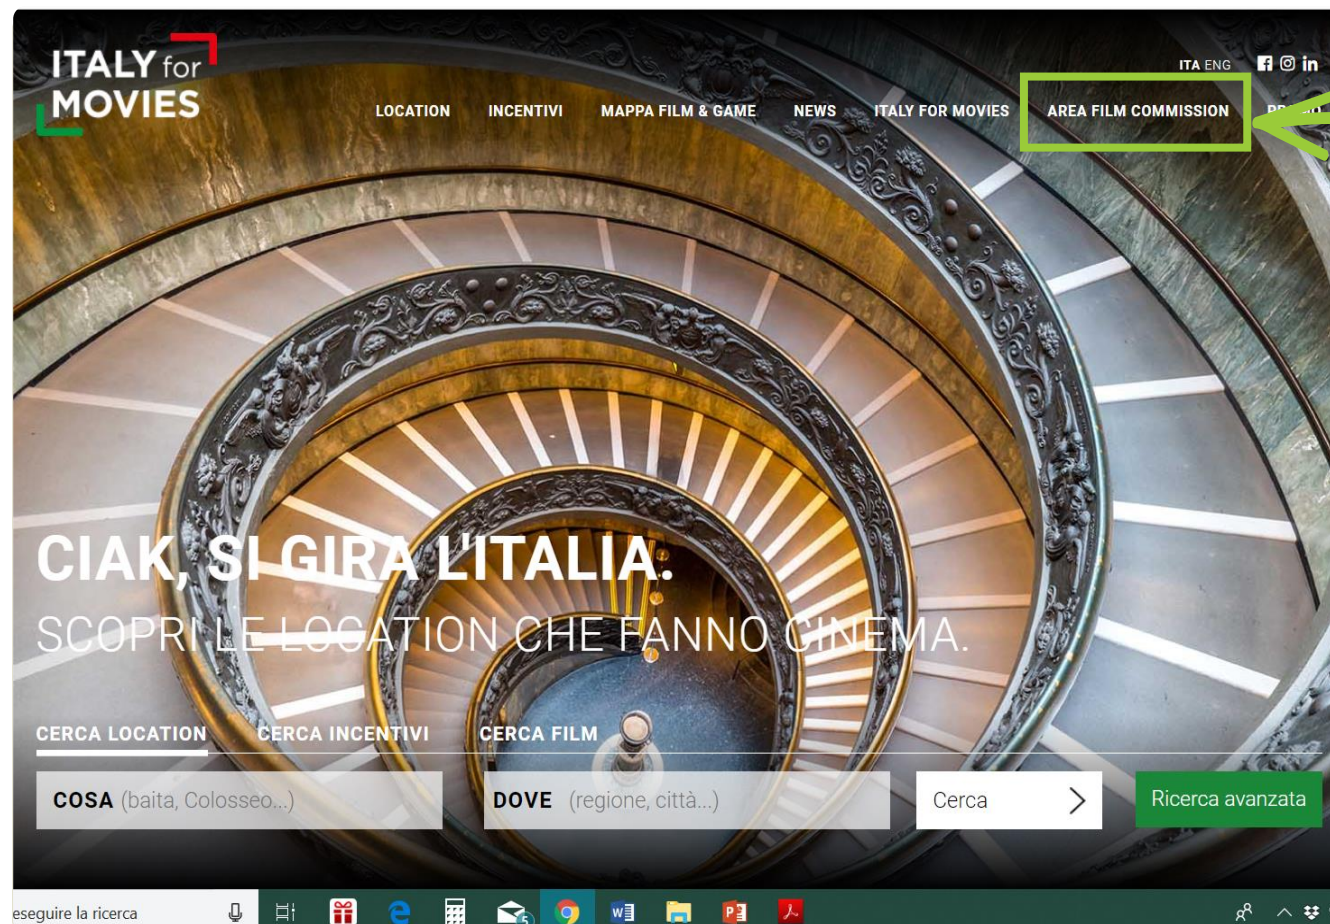 ITALY for
MOVIES
ITA ENG
LOCATION INCENTIVI MAPPA FILM & GAME NEWS ITALY FOR MOVIES AREA FILM COMMISSION
CIAK, SI GIRA L'ITALIA.
SCOPRI LE LOCATION CHE FANNO CINEMA.
CERCA LOCATION CERCA INCENTIVI CERCA FILM
COSA (baita, Colosseo...) DOVE (regione, città...) Cerca Ricerca avanzata
eseguire la ricerca 5